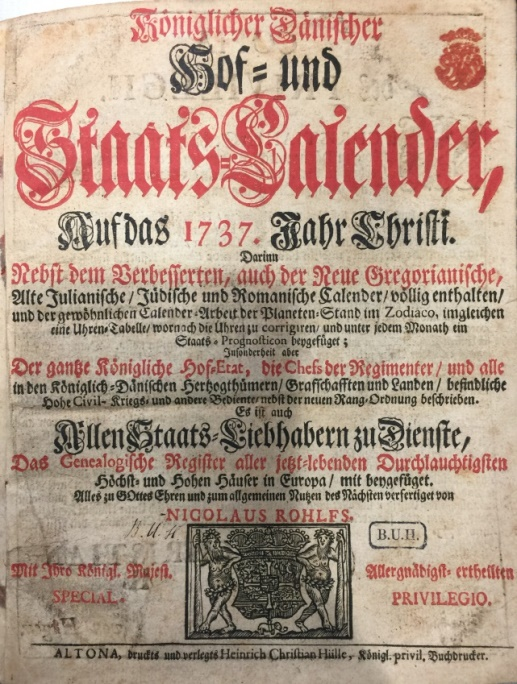 Königlicher Dänischer
Hof- und
Staats-Calender,
Auf das 1737. Jahr Christi.
Darinn
Nebst dem Verbesserten, auch der Neue Gregorianische,
Alte Julianische/ Jüdische und Romanische Calender/ völlig enthalten/
und der gewöhnlichen Calender-Arbeit der Planeten-Stand im Zodiaco, imgleichen
eine Uhren-Tabelle/ wornach die Uhren zu corrigiren/ und unter jedem Monath ein
Staats-Prognosticon beygefüget;
Insonderheit aber
Der gantze Königliche Hof-Etat, die Chefs der Regimenter/ und alle
in den Königlich-Dänischen Hertzogthümern/ Graffschafften und Landen/ befindliche
Hohe Civil- Kriegs- und andere Bediente/ nebst der neuen Rang-Ordnung beschrieben.
Es ist auch
Allen Staats-Liebhabern zu Dienste,
Das Genealogische Register aller jetzt-lebenden Durchlauchtigsten
Höchst- und Hohen Häuser in Europa/ mit beygefüget.
Alles zu GOttes Ehren und zum allgemeinen Nutzen des Nächsten verfertiget von
NICOLAUS ROHLFS.
B.U.H.
B.U.H.
Mit Ihro Königl. Majest.
SPECIAL-
Allergnädigst- ertheilten
PRIVILEGIO.
ALTONA, druckts und verlegts Heinrich Christian Hülle, Königl. privil. Buchdrucker.